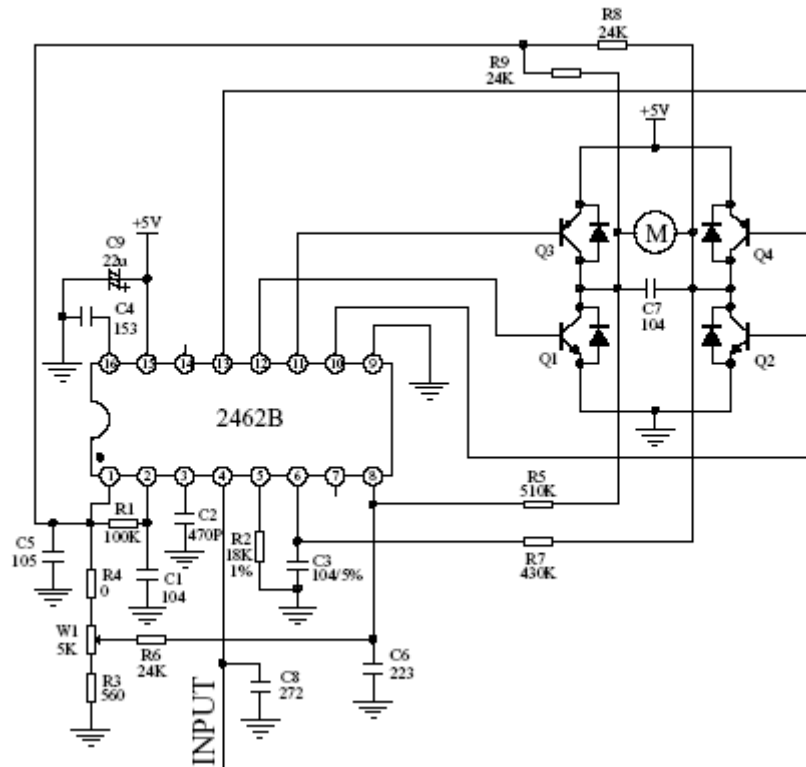 R8
24K
R9
24K
+5V
+5V
C9
22u
+
Q3
M
Q4
C4
153
C7
104
Q1
Q2
16
15
14
13
12
11
10
9
2462B
1
2
3
4
5
6
7
8
R5
510K
R1
100K
C2
470P
R2
18K
1%
C3
104/5%
R7
430K
C5
105
R4
0
C1
104
W1
5K
R6
24K
C6
223
R3
560
C8
272
INPUT